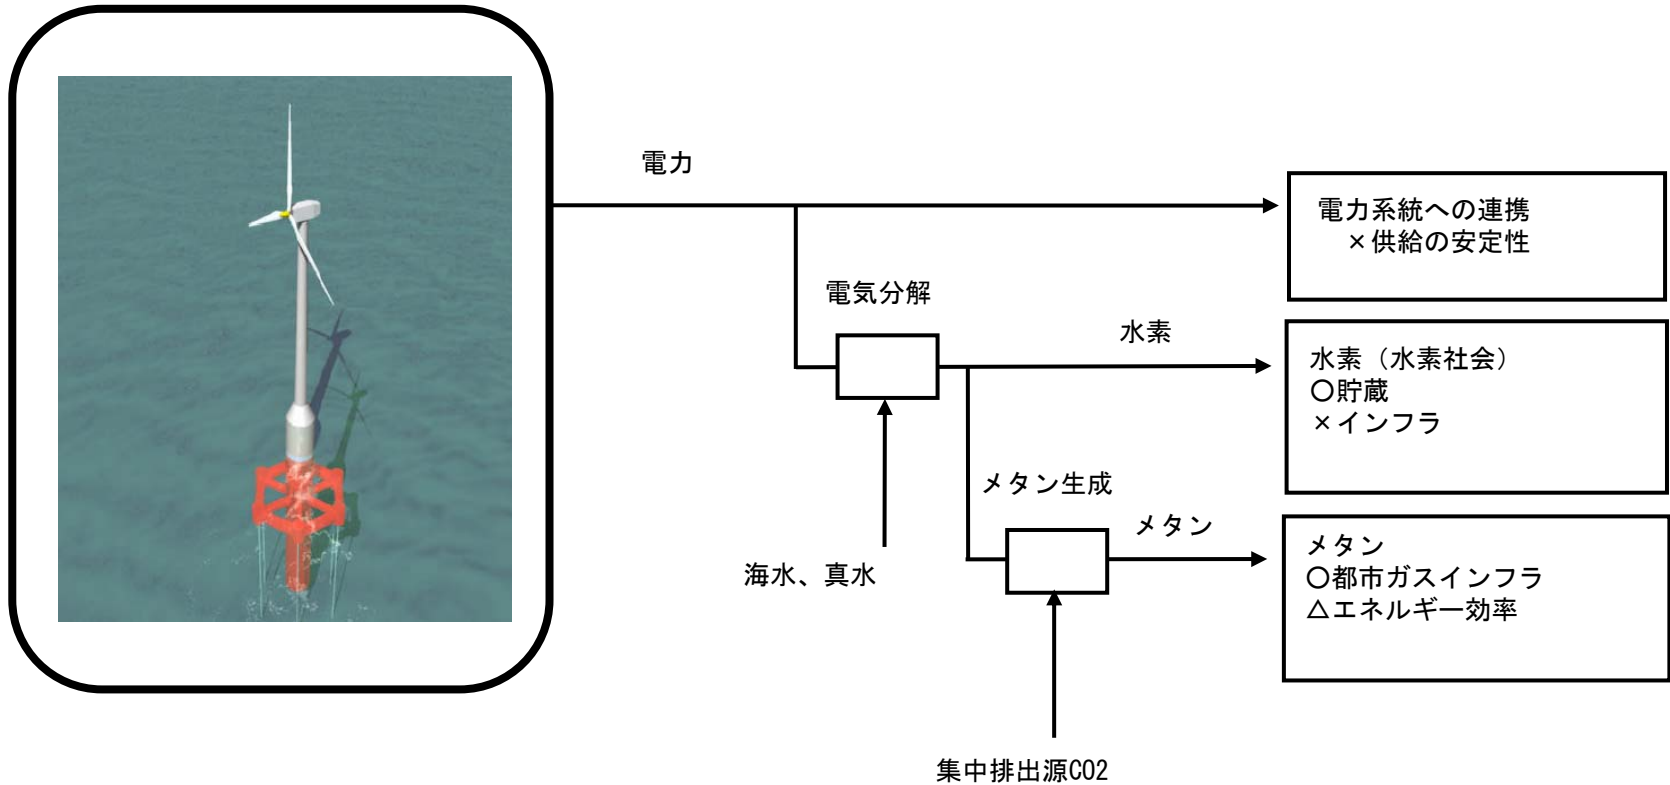 電力
電力系統への連携
×供給の安定性
電気分解
水素
水素（水素社会）
〇貯蔵
×インフラ
メタン生成
メタン
メタン
〇都市ガスインフラ
△エネルギー効率
海水、真水
集中排出源CO2